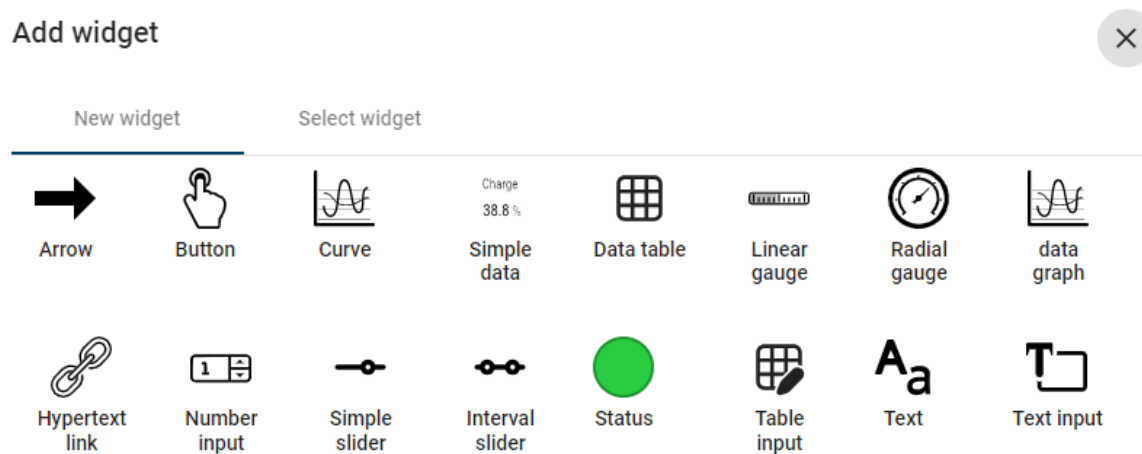 Add widget
New widget Select widget
Charge
38.8 %
Arrow Button Curve Simple data Data table Linear gauge Radial gauge data graph
1
Aa
T
Hypertext link Number input Simple slider Interval slider Status Table input Text Text input